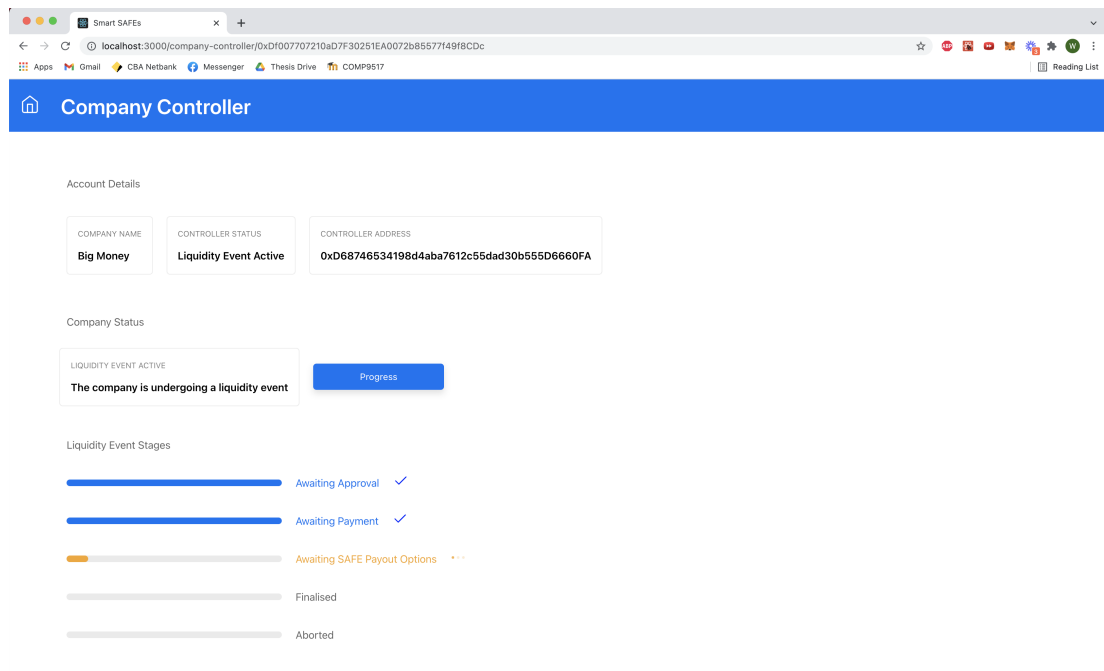 Smart SAFEs
localhost:3000/company-controller/0xDf007707210aD7F30251EA0072b85577f49f8CDc
ABP
3
W
Apps Gmail CBA Netbank Messenger Thesis Drive COMP9517 Reading List
Company Controller
Account Details
COMPANY NAME CONTROLLER STATUS CONTROLLER ADDRESS
Big Money Liquidity Event Active 0xD68746534198d4aba7612c55dad30b555D6660FA
Company Status
LIQUIDITY EVENT ACTIVE
The company is undergoing a liquidity event
Progress
Liquidity Event Stages
Awaiting Approval
Awaiting Payment
Awaiting SAFE Payout Options
Finalised
Aborted